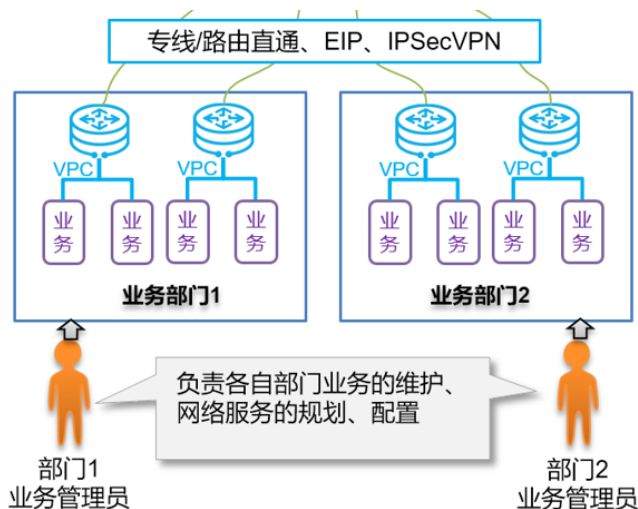 专线/路由直通、EIP、IPSecVPN
VPC
VPC
VPC
VPC
业务
业务
业务
业务
业务
业务
业务
业务
业务部门1
业务部门2
负责各自部门业务的维护、
网络服务的规划、配置
部门1
业务管理员
部门2
业务管理员